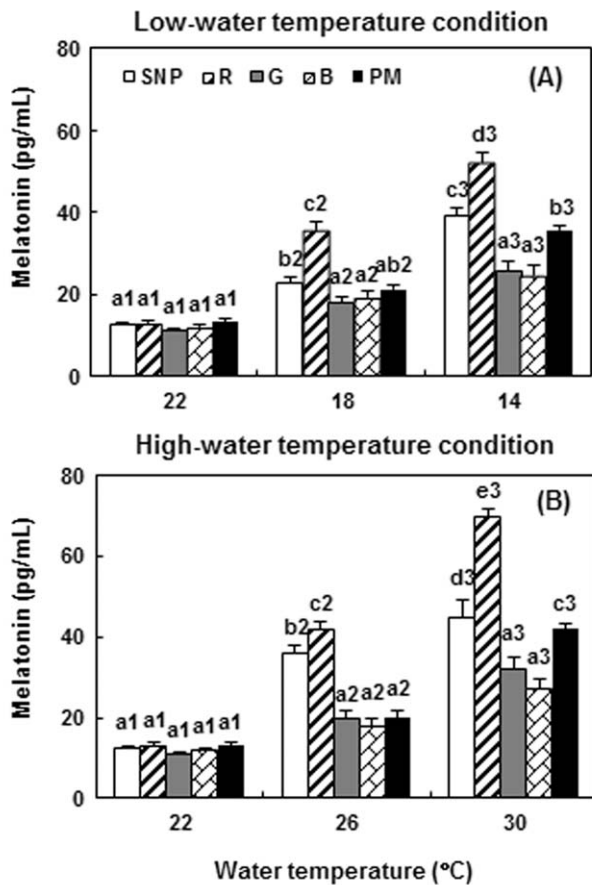 Low-water temperature condition
80
60
40
20
0
Melatonin (pg/mL)
SNP R G B PM
(A)
a1 a1 a1 a1 a1
b2 c2 a2 a2 ab2
c3 d3 a3 a3 b3
22 18 14
High-water temperature condition
80
60
40
20
0
Melatonin (pg/mL)
(B)
a1 a1 a1 a1 a1
b2 c2 a2 a2 a2
d3 e3 a3 a3 c3
22 26 30
Water temperature (°C)